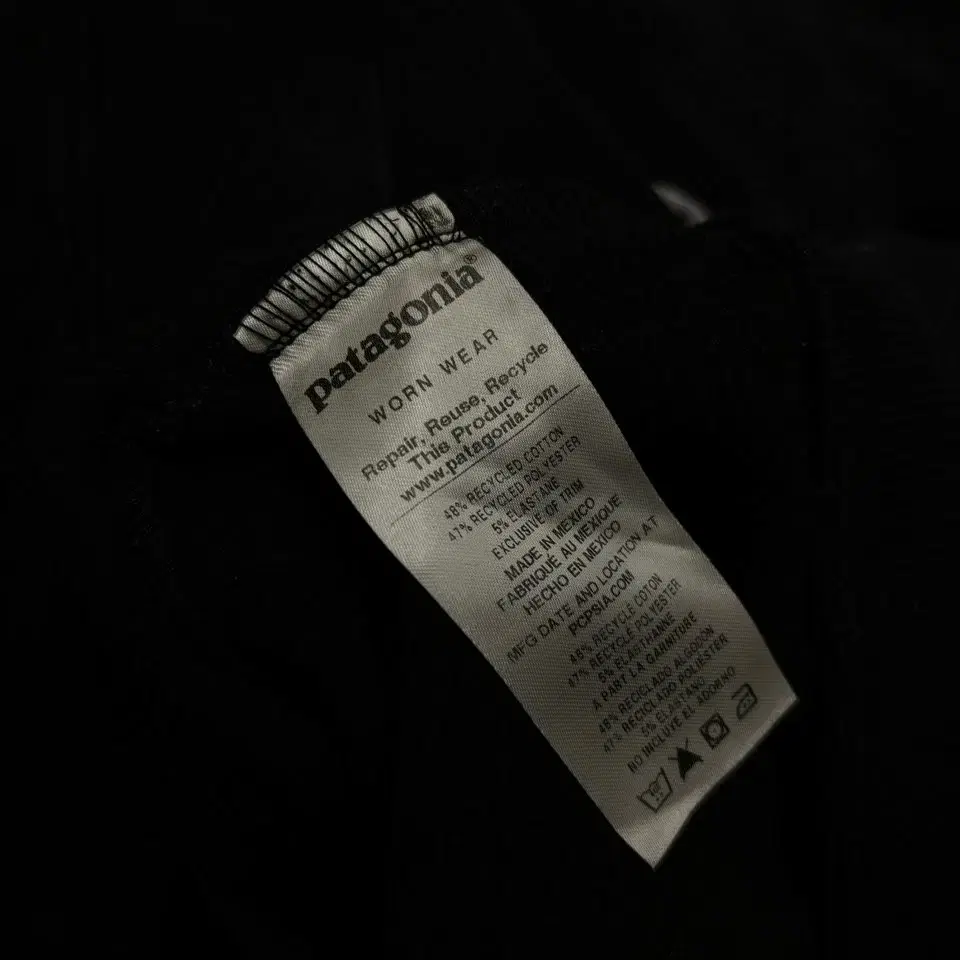 patagonia®
WORN WEAR
Repair, Reuse, Recycle
This Product
www.patagonia.com
48% RECYCLED COTTON
47% RECYCLED POLYESTER
5% ELASTANE
EXCLUSIVE OF TRIM
MADE IN MEXICO
FABRIQUÉ AU MEXIQUE
HECHO EN MEXICO
MFG DATE AND LOCATION AT
PCPSIA.COM
48% RECYCLE COTON
47% RECYCLE POLYESTER
5% ELASTHANNE
A PART LA GARNITURE
48% RECICLADO ALGODÓN
47% RECICLADO POLIÉSTER
5% ELASTANO
NO INCLUYE EL ADORNO